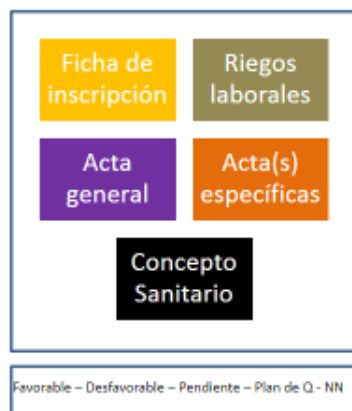 Ficha de
inscripción
Riegos
laborales
Acta
general
Acta(s)
específicas
Concepto
Sanitario
Favorable – Desfavorable – Pendiente – Plan de Q - NN